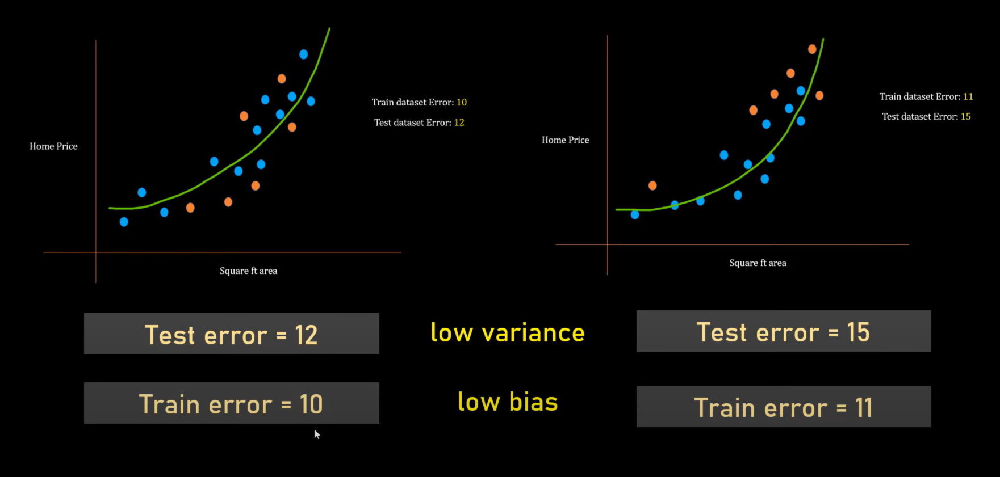 Home Price
Square ft area
Train dataset Error: 10
Test dataset Error: 12
Home Price
Square ft area
Train dataset Error: 11
Test dataset Error: 15
Test error = 12
low variance
Test error = 15
Train error = 10
low bias
Train error = 11